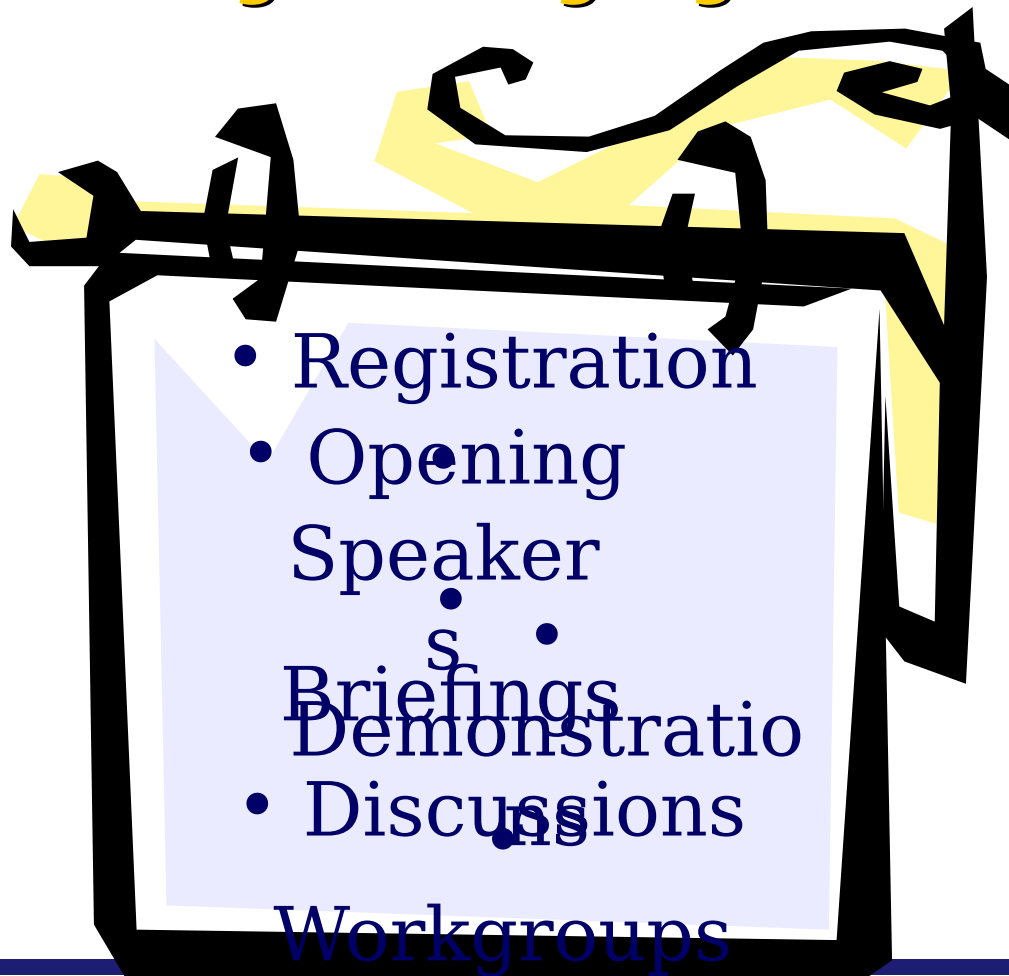 • Registration
• Opening
Speaker
s
• Briefings
• Demonstratio
ns
• Discussions
• Workgroups